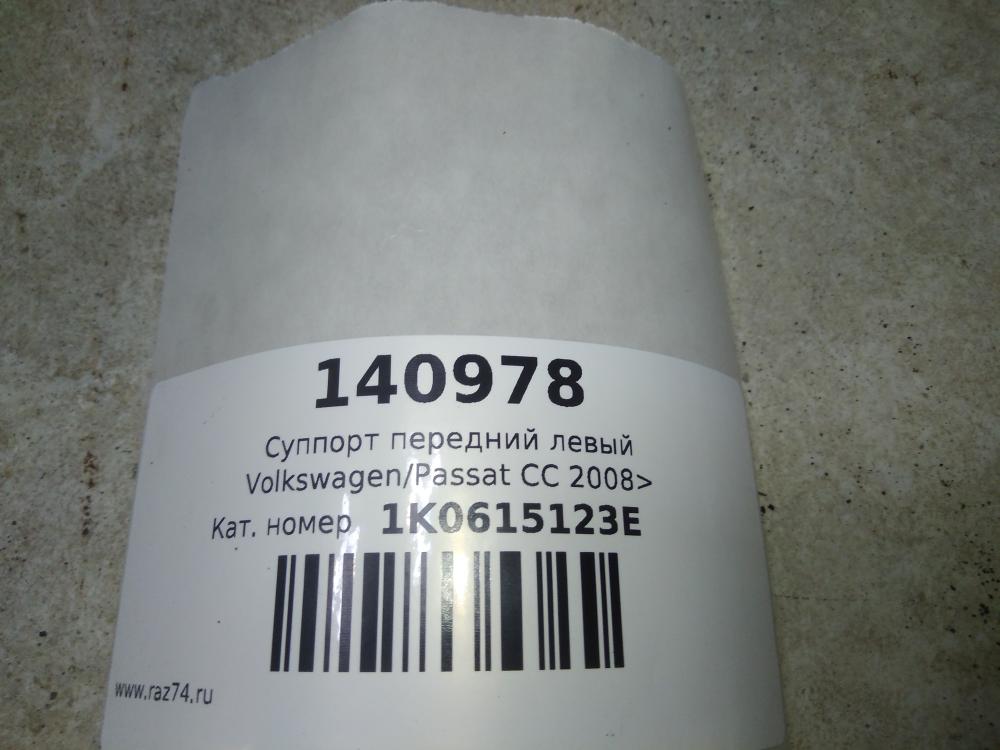 140978
Суппорт передний левый
Volkswagen/Passat CC 2008>
Кат. номер 1K0615123E
www.raz74.ru